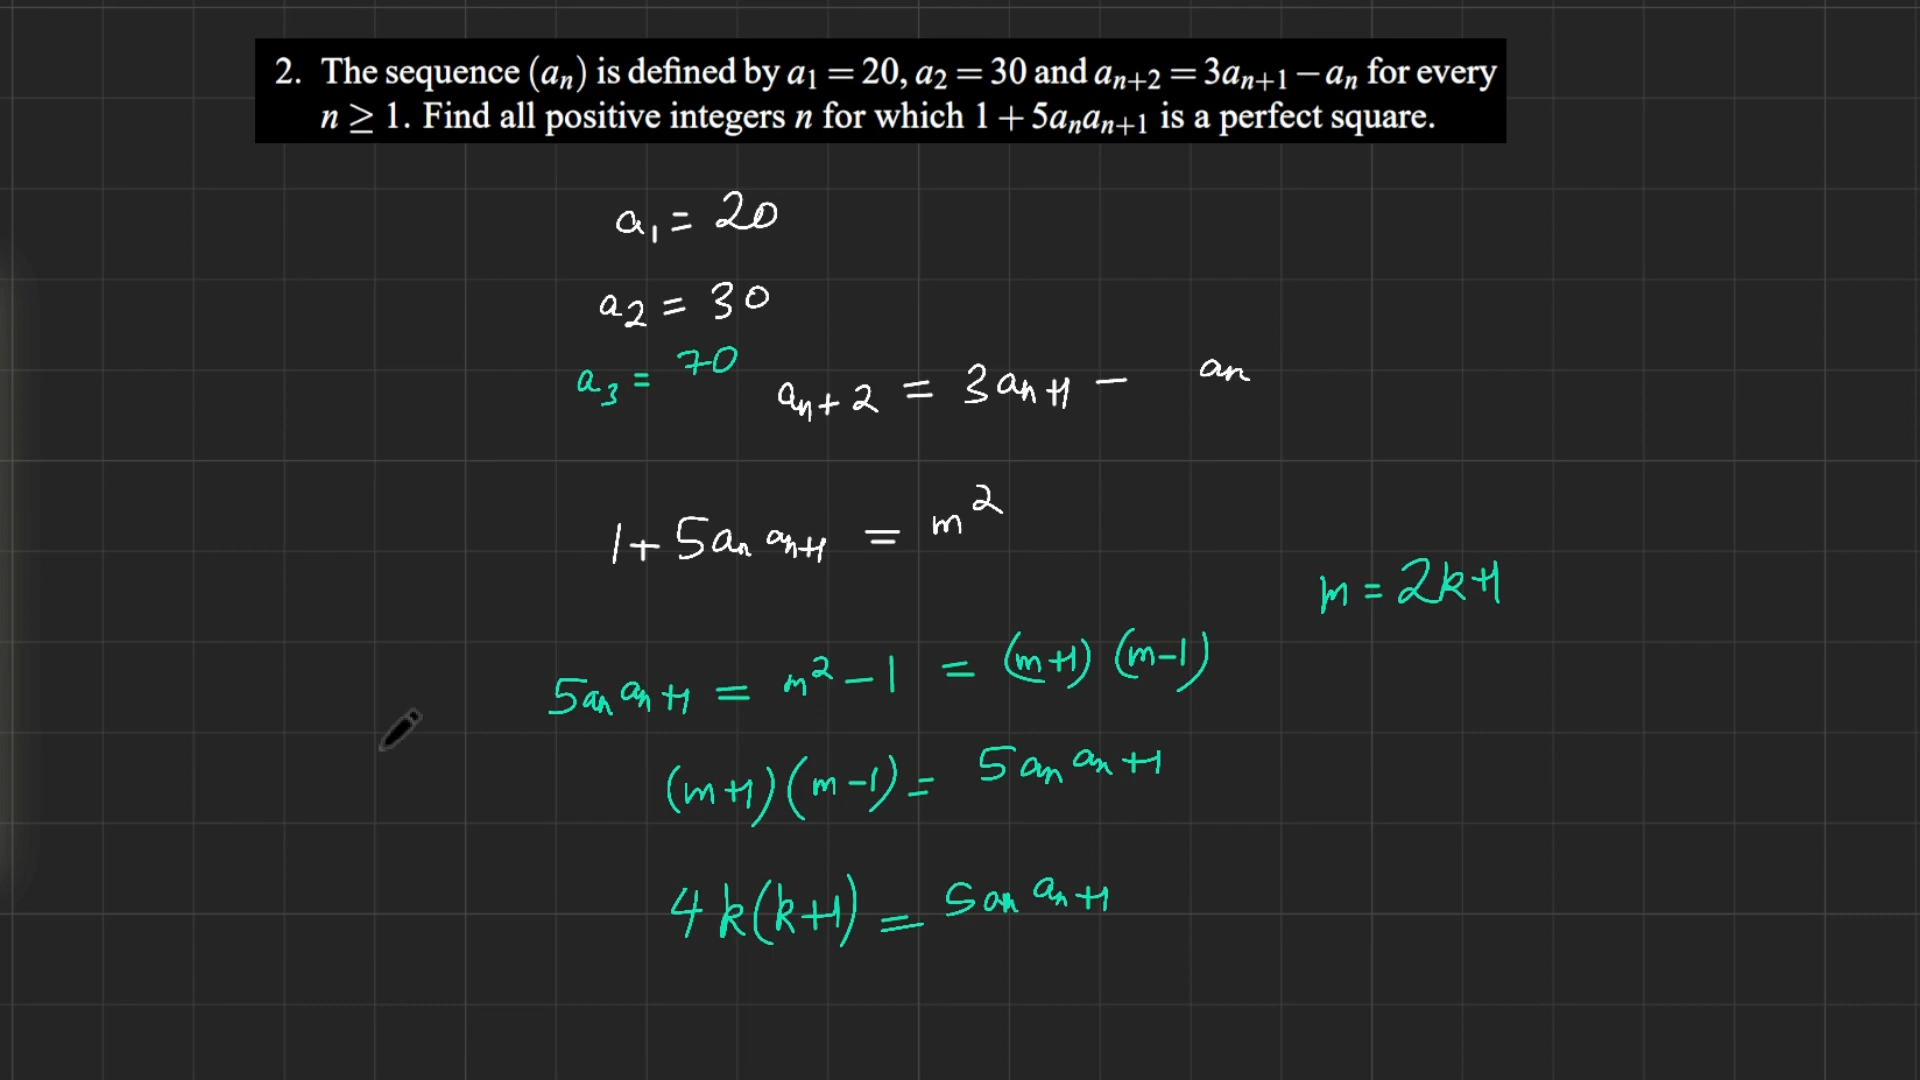 2. The sequence (aₙ) is defined by a₁ = 20, a₂ = 30 and aₙ₊₂ = 3aₙ₊₁ − aₙ for every
n ≥ 1. Find all positive integers n for which 1 + 5aₙaₙ₊₁ is a perfect square.
a₁ = 20
a₂ = 30
a₃ = 70
aₙ₊₂ = 3aₙ₊₁ − aₙ
1 + 5aₙ aₙ₊₁ = m²
m = 2k+1
5aₙ aₙ₊₁ = m² − 1 = (m+1) (m−1)
(m+1)(m−1) = 5aₙ aₙ₊₁
4k(k+1) = 5aₙ aₙ₊₁